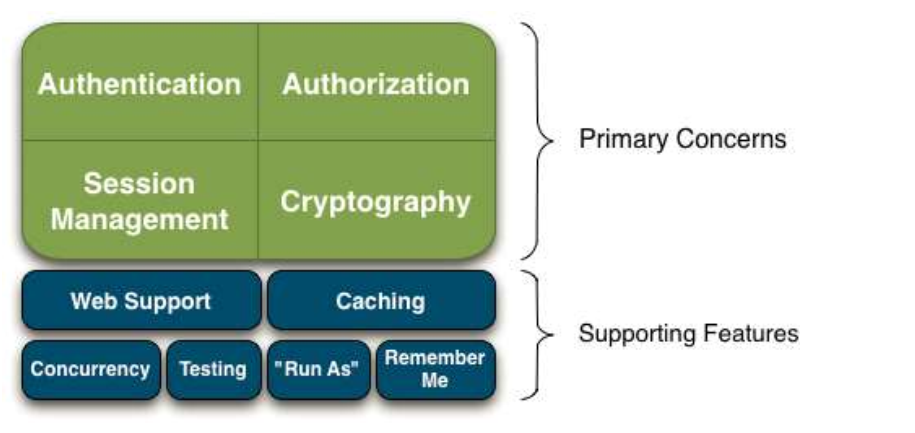 Authentication
Authorization
Primary Concerns
Session
Management
Cryptography
Web Support
Caching
Supporting Features
Concurrency
Testing
"Run As"
Remember
Me